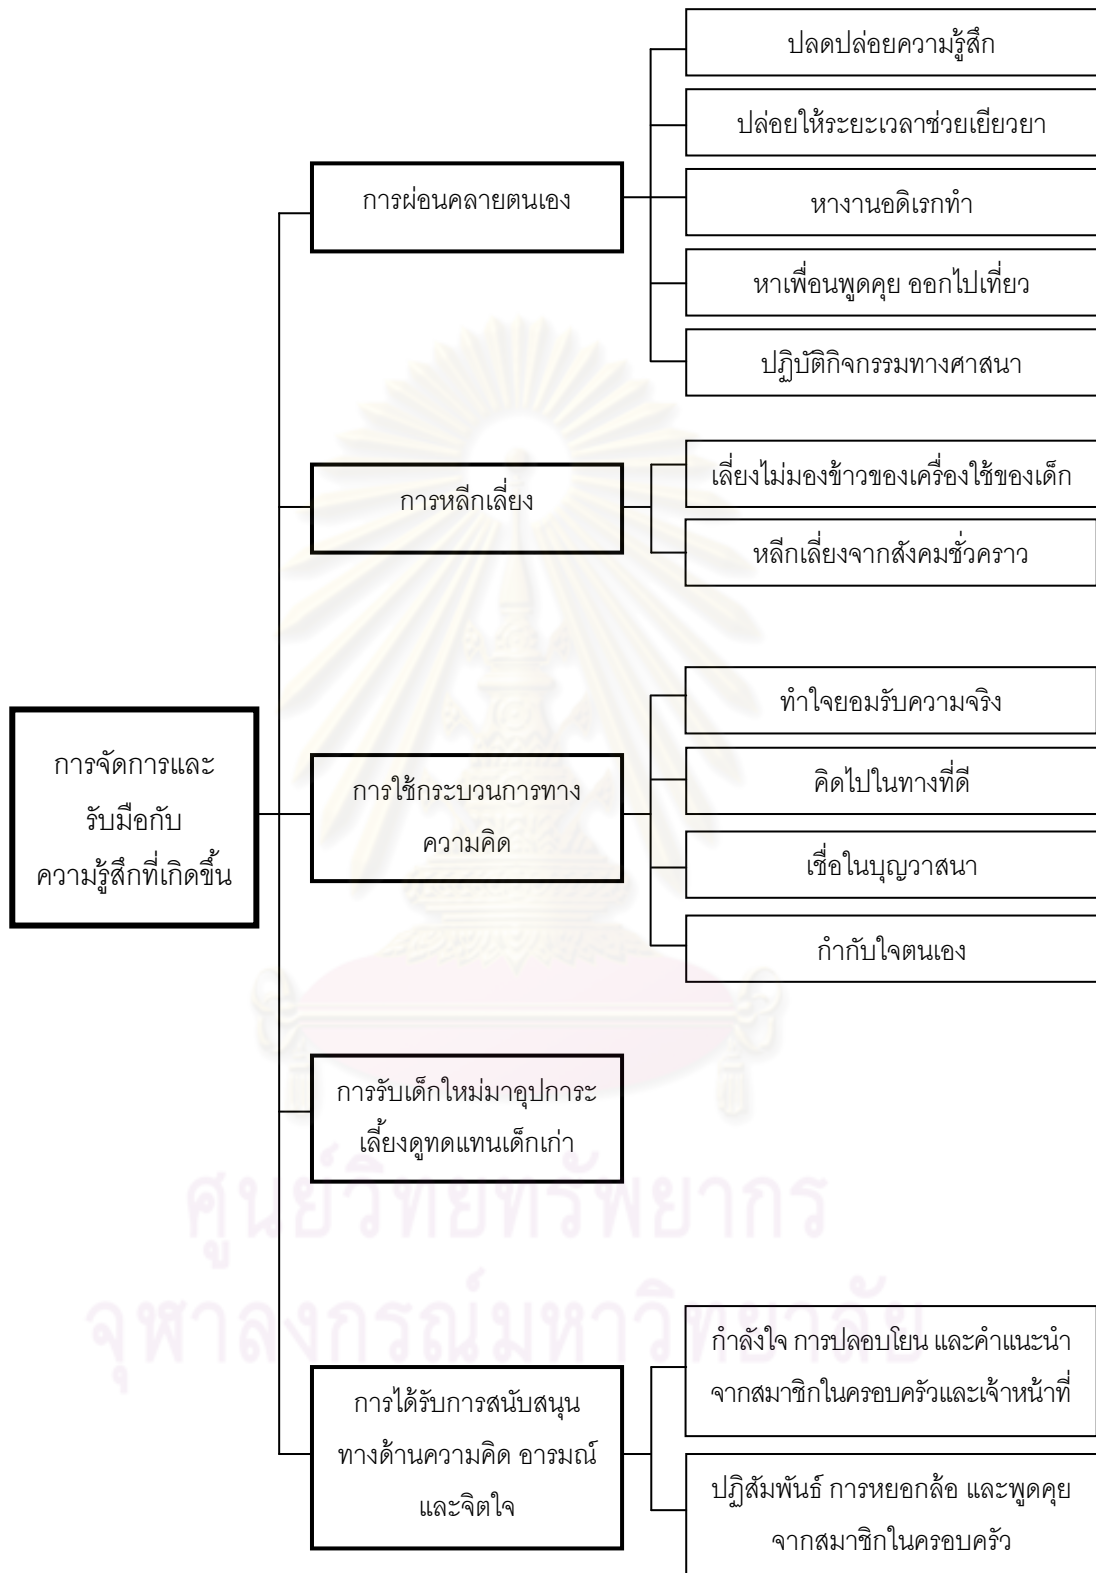 การจัดการและ
รับมือกับ
ความรู้สึกที่เกิดขึ้น
การผ่อนคลายตนเอง
ปลดปล่อยความรู้สึก
ปล่อยให้ระยะเวลาช่วยเยียวยา
หางานอดิเรกทำ
หาเพื่อนพูดคุย ออกไปเที่ยว
ปฏิบัติกิจกรรมทางศาสนา
การหลีกเลี่ยง
เลี่ยงไม่มองข้าวของเครื่องใช้ของเด็ก
หลีกเลี่ยงจากสังคมชั่วคราว
การใช้กระบวนการทาง
ความคิด
ทำใจยอมรับความจริง
คิดไปในทางที่ดี
เชื่อในบุญวาสนา
กำกับใจตนเอง
การรับเด็กใหม่มาอุปการะ
เลี้ยงดูทดแทนเด็กเก่า
การได้รับการสนับสนุน
ทางด้านความคิด อารมณ์
และจิตใจ
กำลังใจ การปลอบโยน และคำแนะนำ
จากสมาชิกในครอบครัวและเจ้าหน้าที่
ปฏิสัมพันธ์ การหยอกล้อ และพูดคุย
จากสมาชิกในครอบครัว
ศูนย์วิทยทรัพยากร
จุฬาลงกรณ์มหาวิทยาลัย